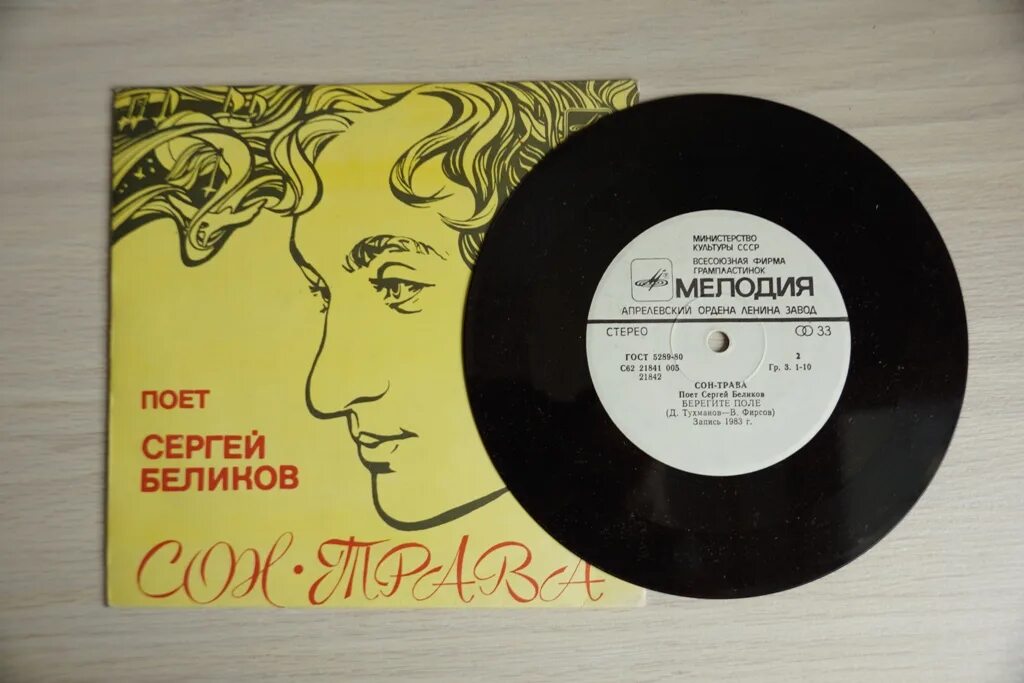 ПОЕТ
СЕРГЕЙ
БЕЛИКОВ
СОН·ТРАВА
МИНИСТЕРСТВО
КУЛЬТУРЫ СССР
ВСЕСОЮЗНАЯ ФИРМА
ГРАМПЛАСТИНОК
МЕЛОДИЯ
АПРЕЛЕВСКИЙ ОРДЕНА ЛЕНИНА ЗАВОД
СТЕРЕО 33
ГОСТ 5289-80 2
С62 21841 005 Гр. 3. 1-10
21842
СОН-ТРАВА
Поет Сергей Беликов
БЕРЕГИТЕ ПОЛЕ
(Д. Тухманов—В. Фирсов)
Запись 1983 г.